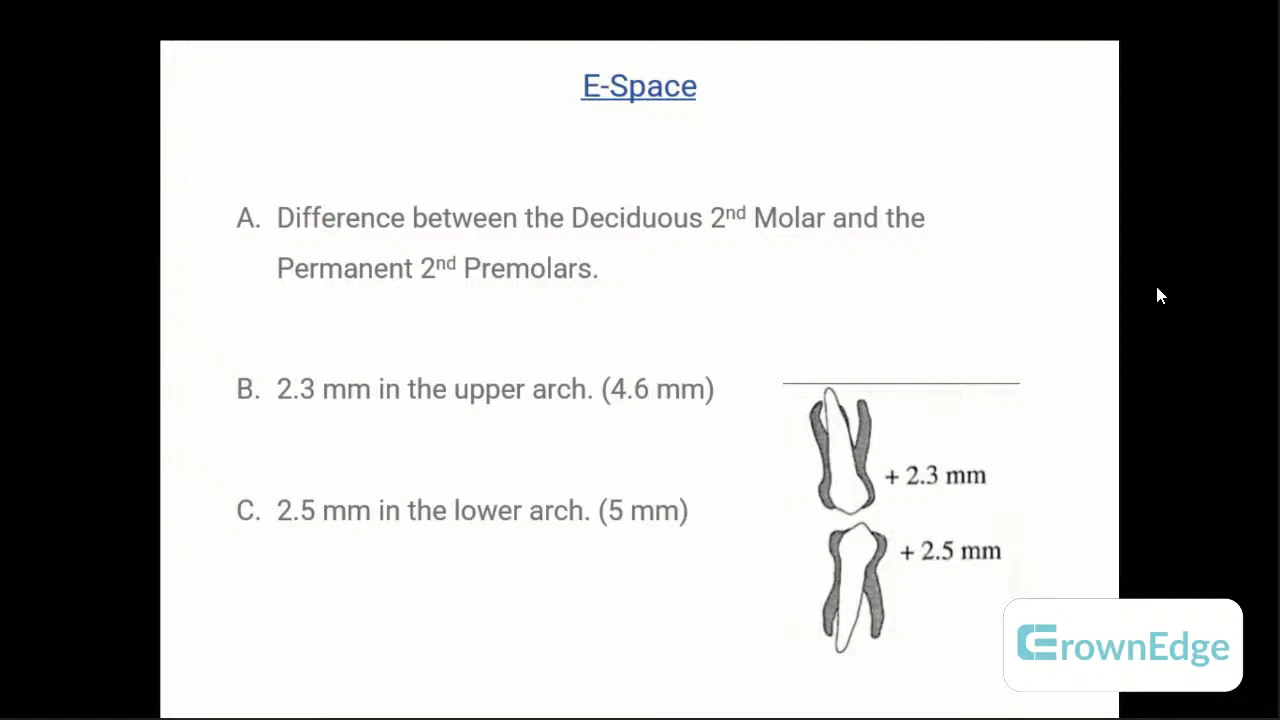 E-Space
A. Difference between the Deciduous 2nd Molar and the
Permanent 2nd Premolars.
B. 2.3 mm in the upper arch. (4.6 mm)
+ 2.3 mm
C. 2.5 mm in the lower arch. (5 mm)
+ 2.5 mm
CrownEdge